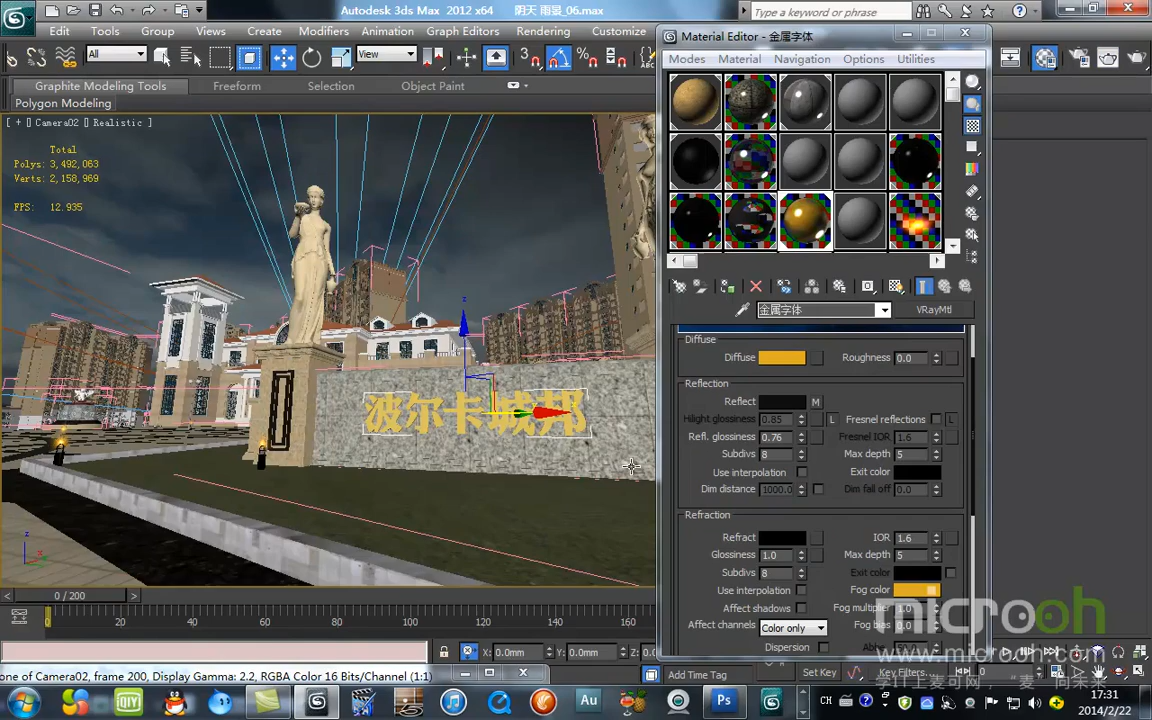 Autodesk 3ds Max 2012 x64 阴天 雨景_06.max
Type a keyword or phrase
Edit Tools Group Views Create Modifiers Animation Graph Editors Rendering Customize
All View
Graphite Modeling Tools Freeform Selection Object Paint
Polygon Modeling
[ + [] Camera02 [] Realistic ]
Total
Polys: 3,492,063
Verts: 2,158,969
FPS: 12.935
波尔卡城邦
z
Material Editor - 金属字体
Modes Material Navigation Options Utilities
金属字体 VRayMtl
Diffuse
Diffuse Roughness 0.0
Reflection
Reflect M
Hilight glossiness 0.85 L Fresnel reflections L
Refl. glossiness 0.76 Fresnel IOR 1.6
Subdivs 8 Max depth 5
Use interpolation Exit color
Dim distance 1000.0 Dim fall off 0.0
Refraction
Refract IOR 1.6
Glossiness 1.0 Max depth 5
Subdivs 8 Exit color
Use interpolation Fog color
Affect shadows Fog multiplier 1.0
Affect channels Color only Fog bias 0.0
Dispersion Abbe
microoh
www.microoh.com
0 / 200
0 20 40 60 80 100 120 140 160
X: 0.0mm Y: 0.0mm Z: 0.0
one of Camera02, frame 200, Display Gamma: 2.2, RGBA Color 16 Bits/Channel (1:1)
Add Time Tag Set Key Key Filters... 0
QIY Au Ps CH 17:31
2014/2/22